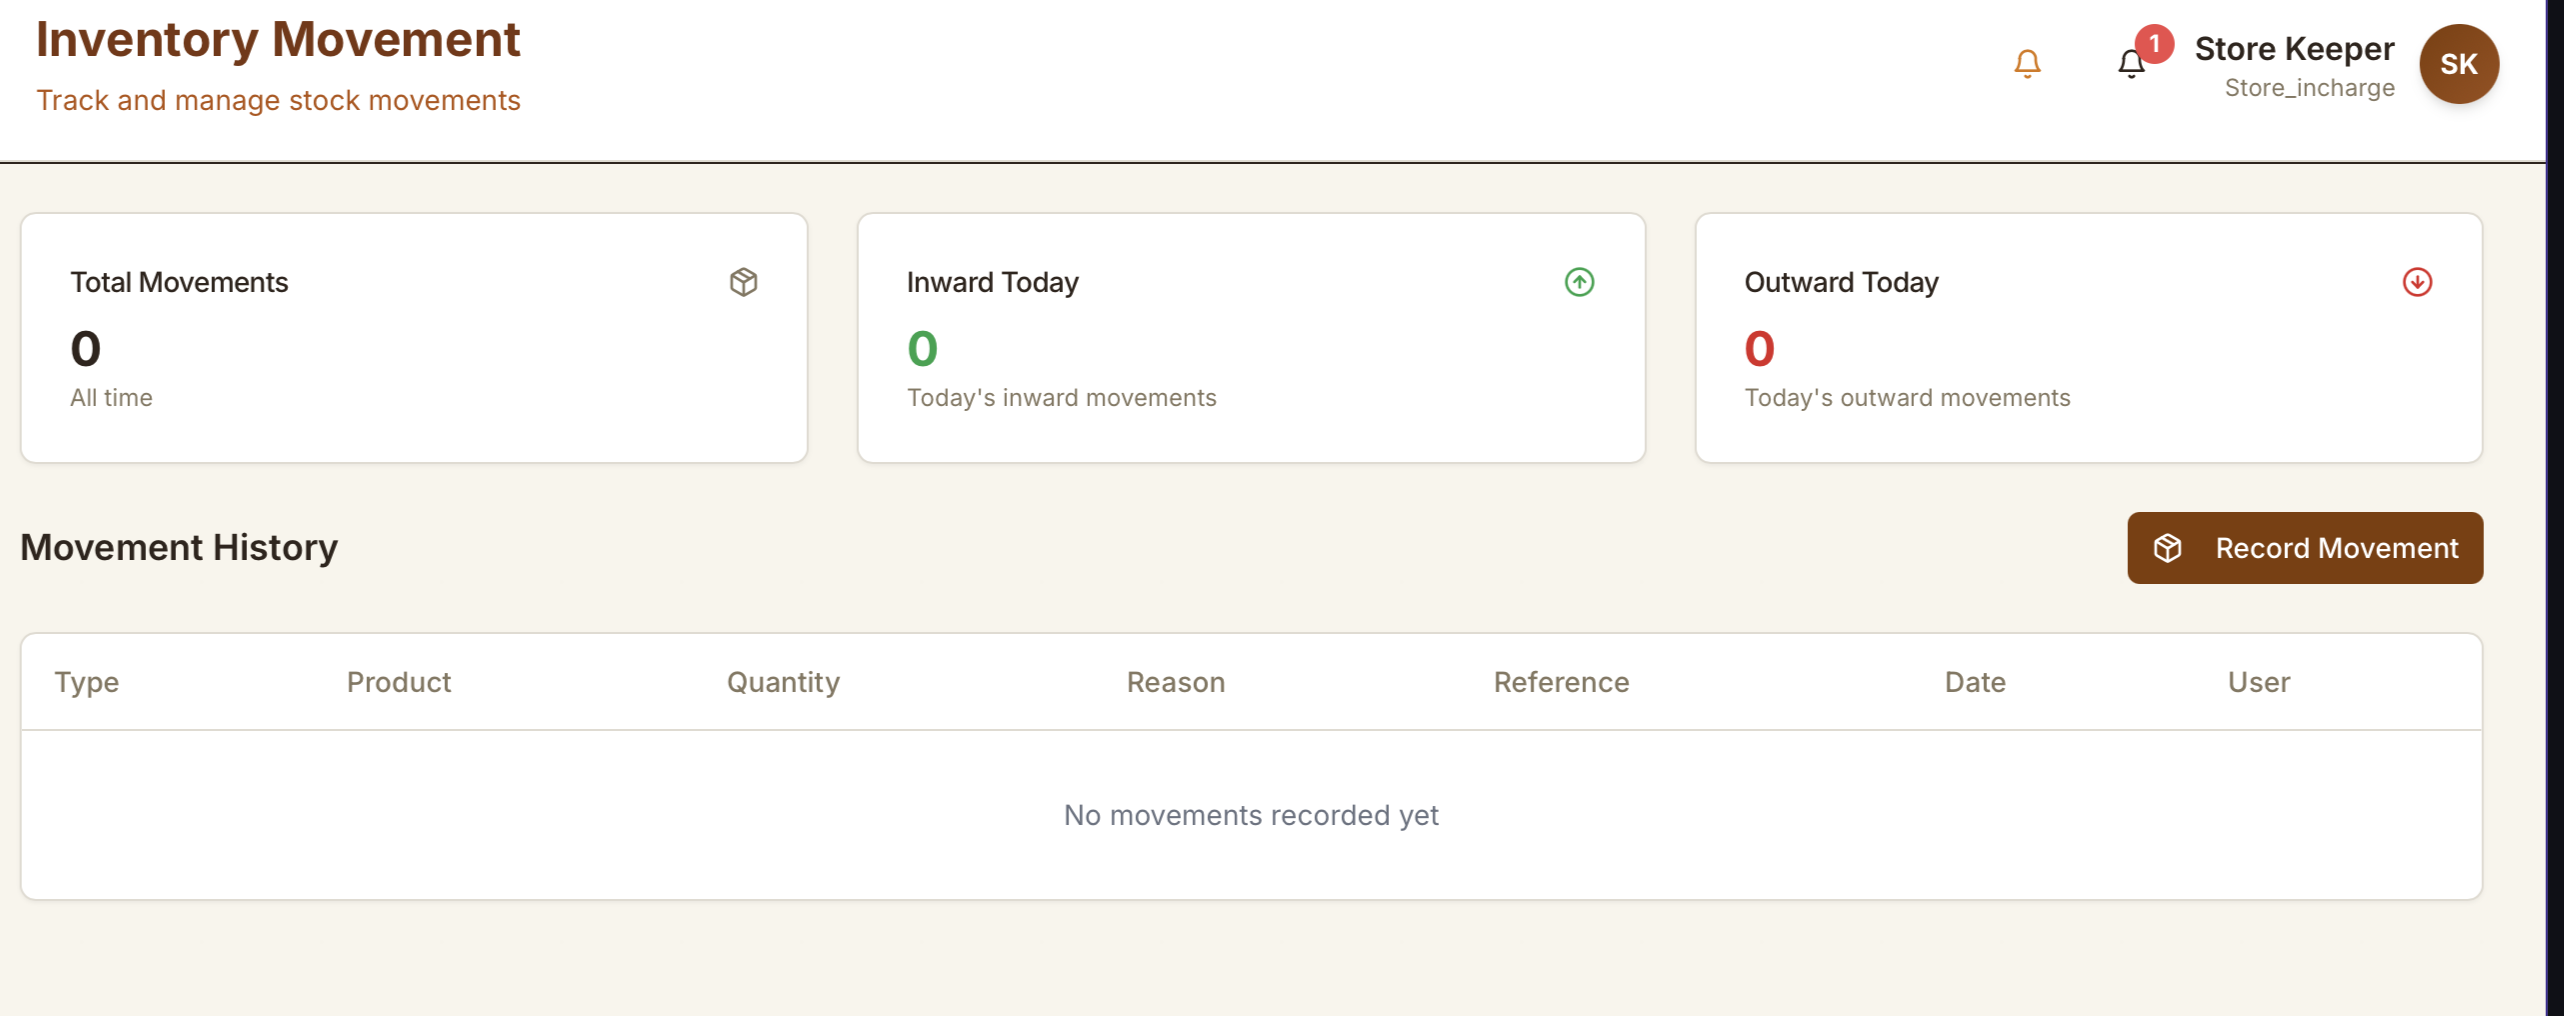 Inventory Movement
Track and manage stock movements
1
Store Keeper
Store_incharge
SK
Total Movements
0
All time
Inward Today
0
Today's inward movements
Outward Today
0
Today's outward movements
Movement History
Record Movement
Type Product Quantity Reason Reference Date User
No movements recorded yet